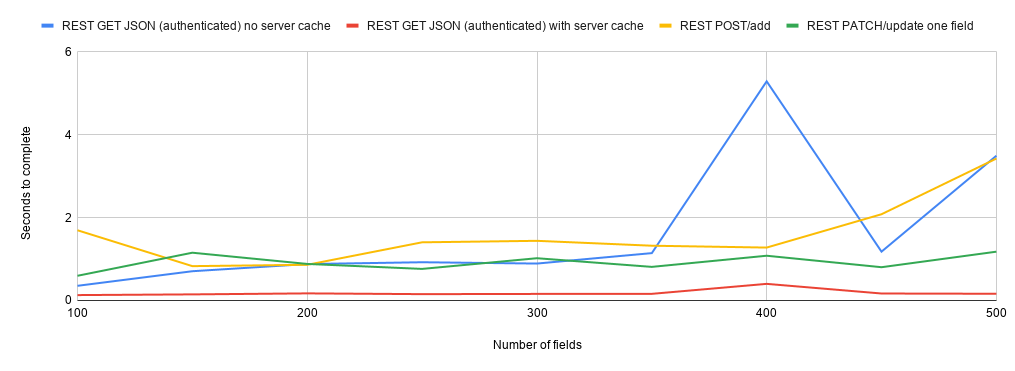 REST GET JSON (authenticated) no server cache REST GET JSON (authenticated) with server cache REST POST/add REST PATCH/update one field
6
4
2
0
Seconds to complete
100 200 300 400 500
Number of fields